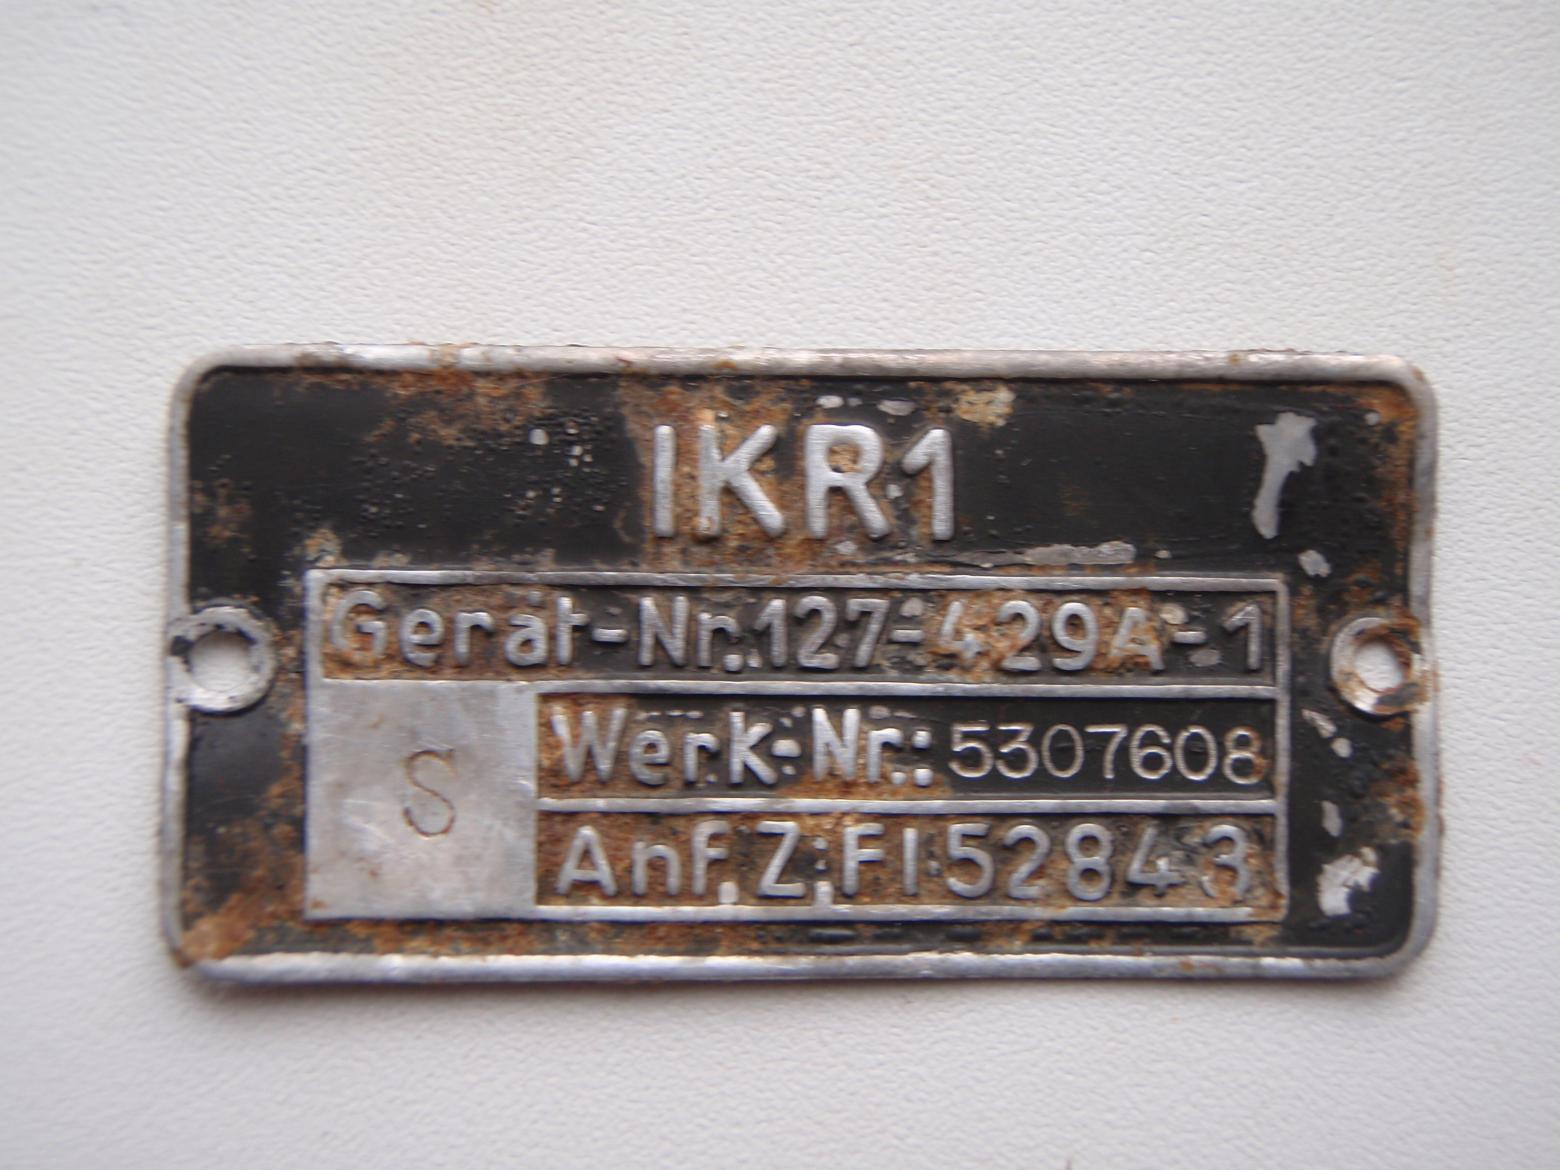 IKR1
Gerät-Nr. 127-429A-1
S
Werk-Nr.: 5307608
Anf. Z: Fl 52843